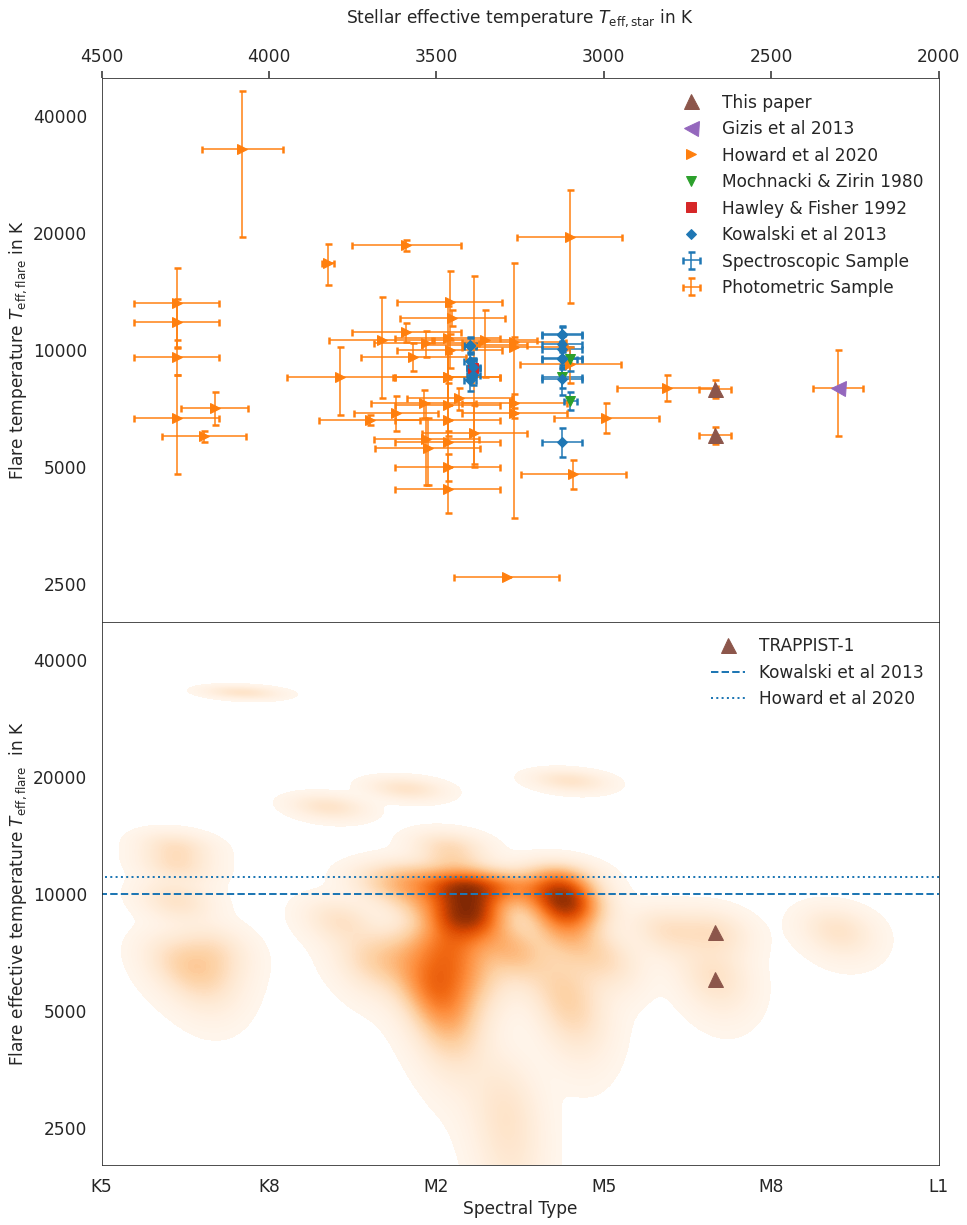 Stellar effective temperature T_eff,star in K
4500 4000 3500 3000 2500 2000
Flare temperature T_eff,flare in K
40000
20000
10000
5000
2500
This paper
Gizis et al 2013
Howard et al 2020
Mochnacki & Zirin 1980
Hawley & Fisher 1992
Kowalski et al 2013
Spectroscopic Sample
Photometric Sample
Flare effective temperature T_eff,flare in K
40000
20000
10000
5000
2500
TRAPPIST-1
Kowalski et al 2013
Howard et al 2020
K5 K8 M2 M5 M8 L1
Spectral Type